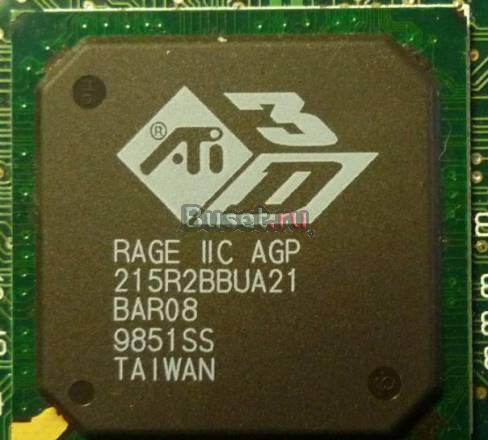 ® ATi 3D
Buset.ru
RAGE IIC AGP
215R2BBUA21
BAR08
9851SS
TAIWAN